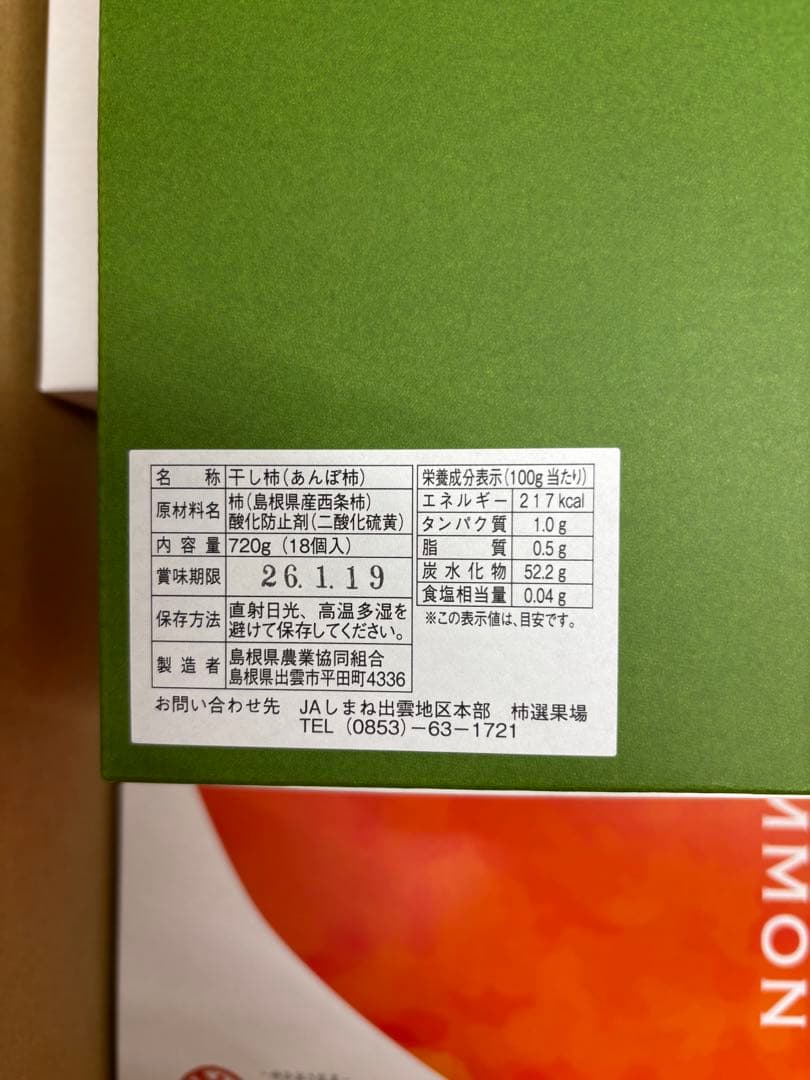 名称 干し柿(あんぽ柿)
原材料名 柿(島根県産西条柿)
酸化防止剤(二酸化硫黄)
内容量 720g (18個入)
賞味期限 26.1.19
保存方法 直射日光、高温多湿を
避けて保存してください。
製造者 島根県農業協同組合
島根県出雲市平田町4336
栄養成分表示(100g当たり)
エネルギー 217kcal
タンパク質 1.0g
脂質 0.5g
炭水化物 52.2g
食塩相当量 0.04g
※この表示値は、目安です。
お問い合わせ先 JAしまね出雲地区本部 柿選果場
TEL (0853)-63-1721
MMON